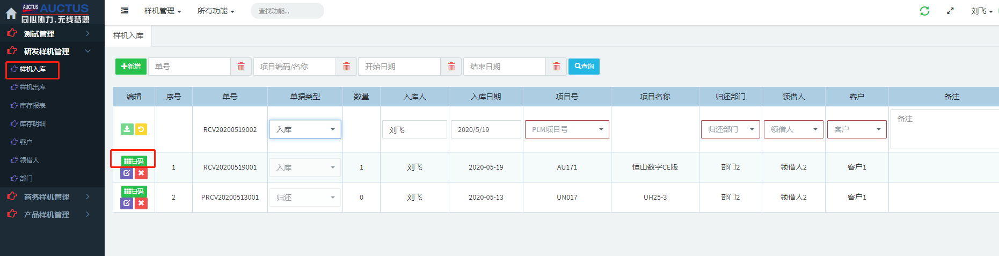 AUCTUS AUCTUS
同心协力.无线梦想
样机管理 所有功能 查找功能... 刘飞
测试管理
研发样机管理
样机入库
样机出库
库存报表
库存明细
客户
领借人
部门
商务样机管理
产品样机管理
样机入库
新增 单号 项目编码/名称 开始日期 结束日期 查询
编辑 序号 单号 单据类型 数量 入库人 入库日期 项目号 项目名称 归还部门 领借人 客户 备注
RCV20200519002 入库 刘飞 2020/5/19 PLM项目号 归还部门 领借人 客户 备注
扫码 1 RCV20200519001 入库 1 刘飞 2020-05-19 AU171 恒山数字CE版 部门2 领借人2 客户1
扫码 2 PRCV20200513001 归还 0 刘飞 2020-05-13 UN017 UH25-3 部门2 领借人2 客户1